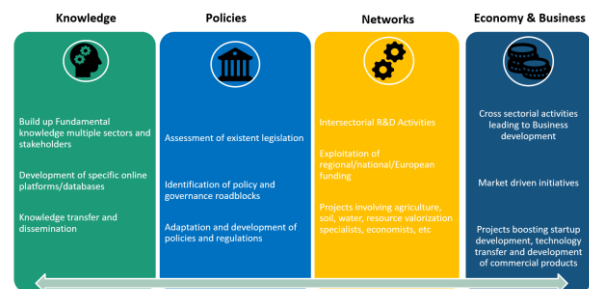 Knowledge
Build up Fundamental
knowledge multiple sectors and
stakeholders
Development of specific online
platforms/databases
Knowledge transfer and
dissemination
Policies
Assessment of existent legislation
Identification of policy and
governance roadblocks
Adaptation and development of
policies and regulations
Networks
Intersectorial R&D Activities
Exploitation of
regional/national/European
funding
Projects involving agriculture,
soil, water, resource valorization
specialists, economists, etc
Economy & Business
Cross sectorial activities
leading to Business
development
Market driven initiatives
Projects boosting startup
development, technology
transfer and development
of commercial products